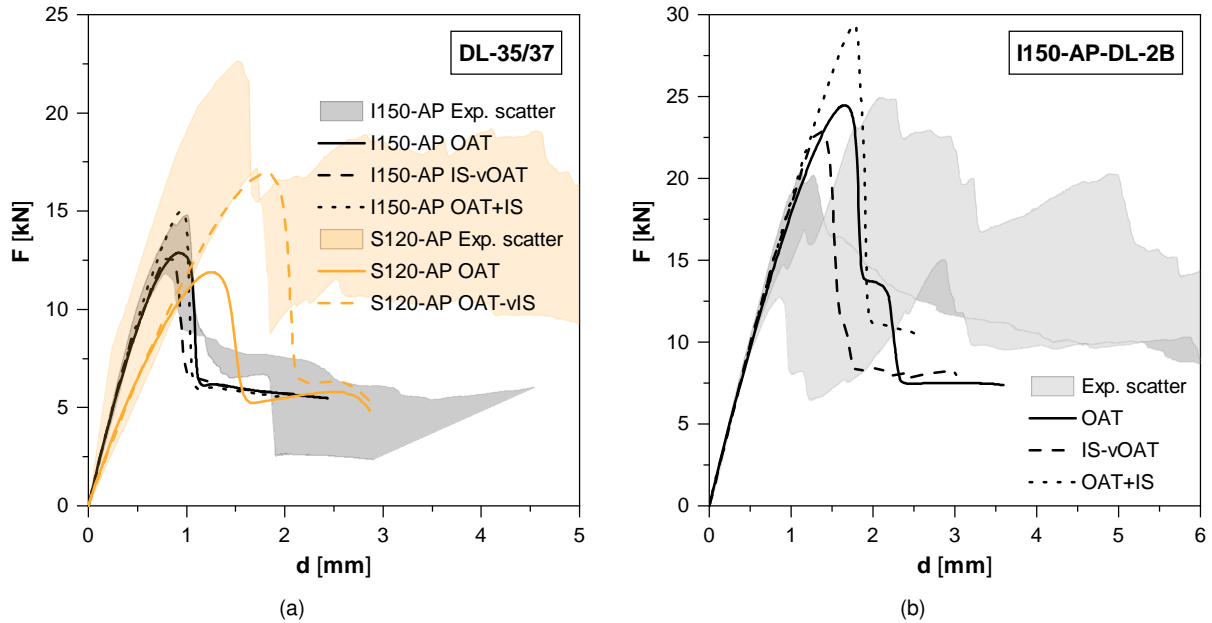 DL-35/37
I150-AP Exp. scatter
I150-AP OAT
I150-AP IS-vOAT
I150-AP OAT+IS
S120-AP Exp. scatter
S120-AP OAT
S120-AP OAT-vIS
25
20
15
10
5
0
F [kN]
0 1 2 3 4 5
d [mm]
(a)
I150-AP-DL-2B
30
25
20
15
10
5
0
F [kN]
Exp. scatter
OAT
IS-vOAT
OAT+IS
0 1 2 3 4 5 6
d [mm]
(b)